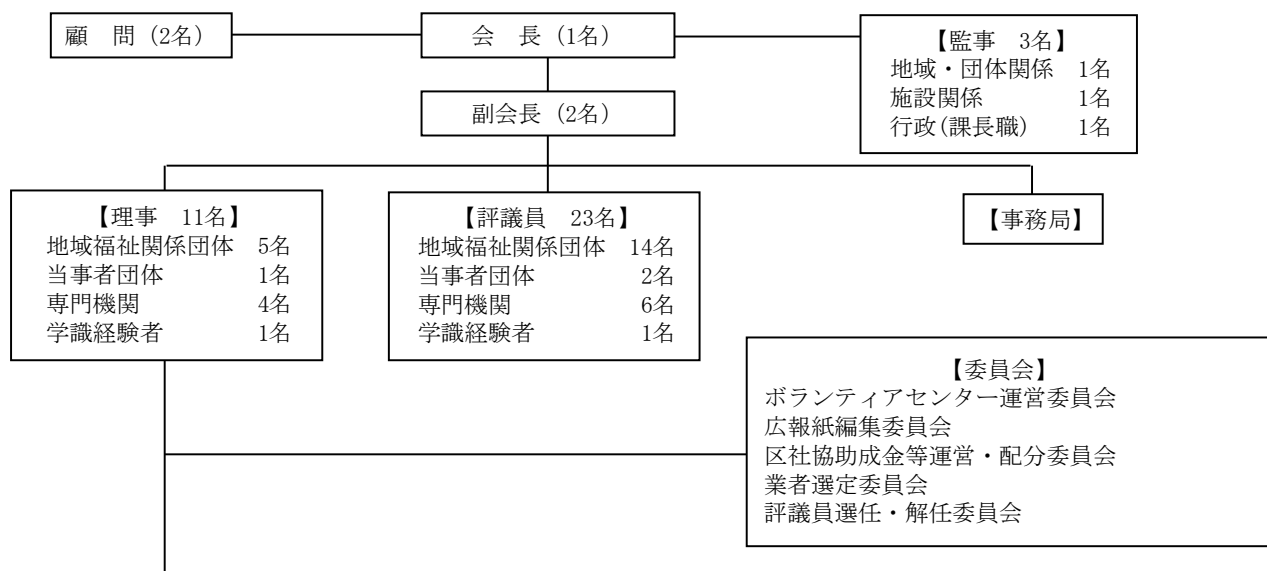 顧　問 (2名)
会　長 (1名)
【監事　3名】
地域・団体関係　1名
施設関係　1名
行政(課長職)　1名
副会長 (2名)
【理事　11名】
地域福祉関係団体　5名
当事者団体　1名
専門機関　4名
学識経験者　1名
【評議員　23名】
地域福祉関係団体　14名
当事者団体　2名
専門機関　6名
学識経験者　1名
【事務局】
【委員会】
ボランティアセンター運営委員会
広報紙編集委員会
区社協助成金等運営・配分委員会
業者選定委員会
評議員選任・解任委員会